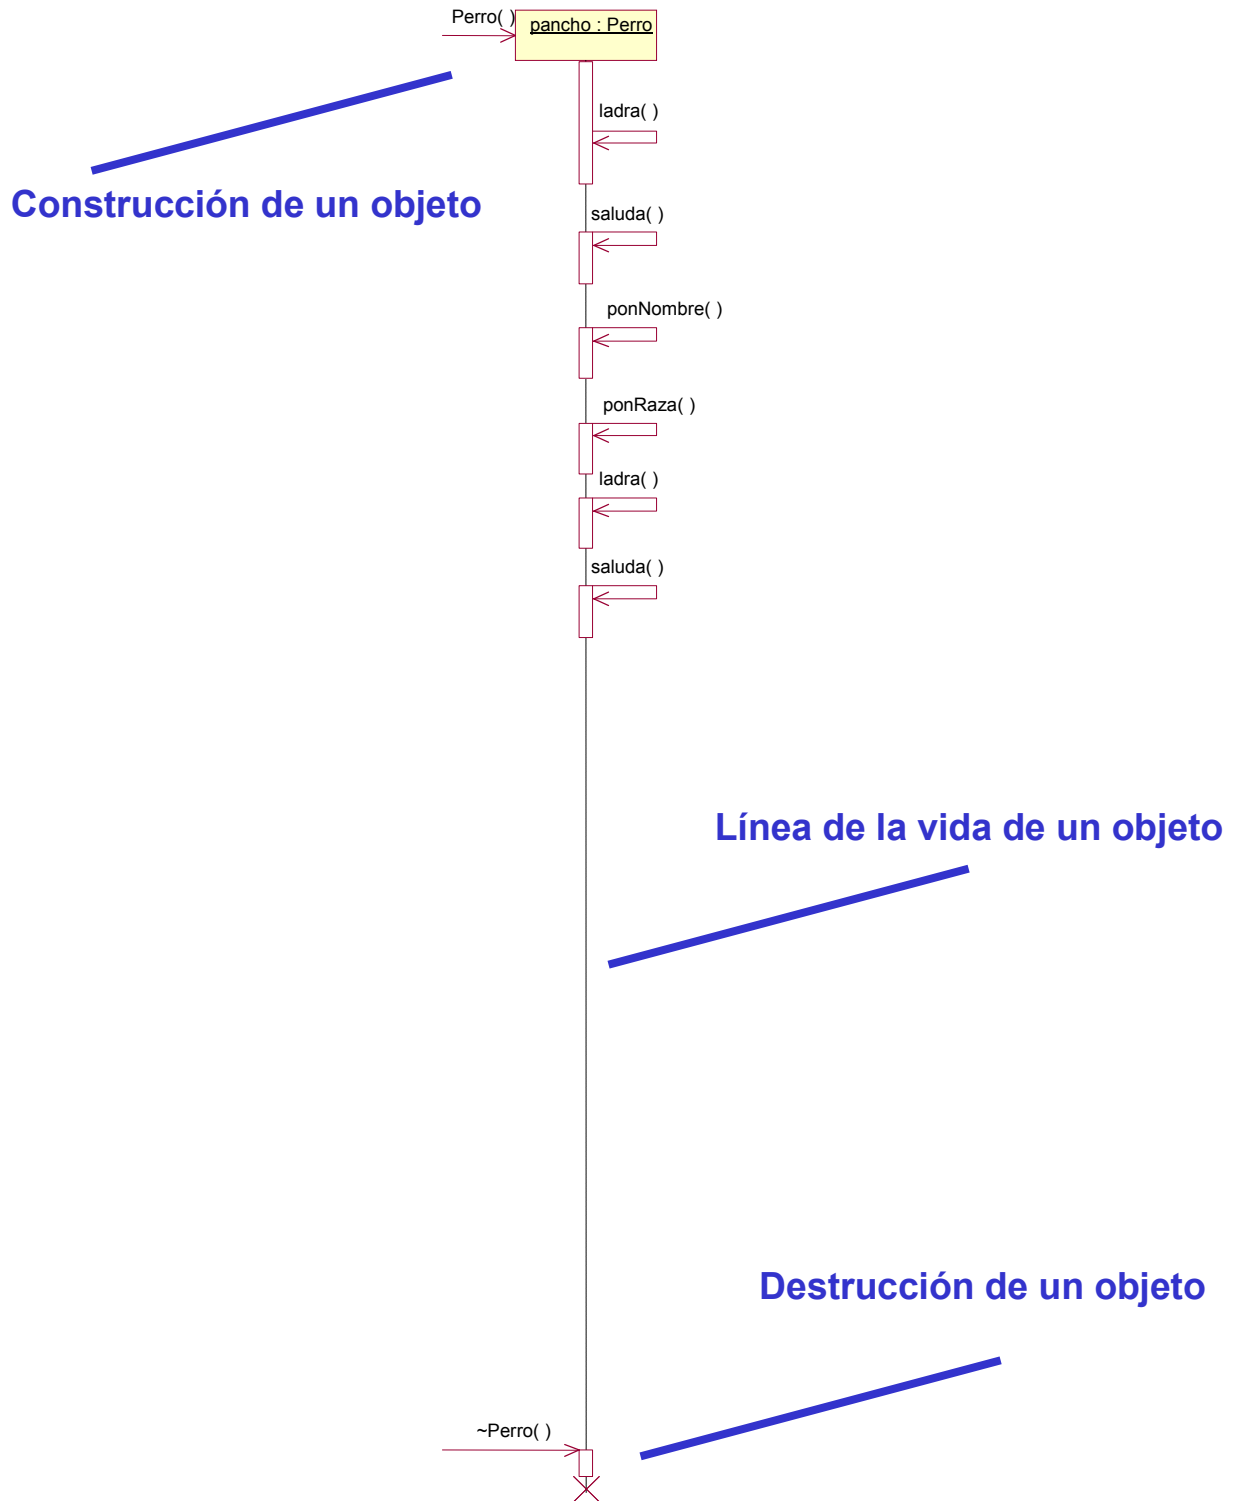 Perro( )
pancho : Perro
ladra( )
Construcción de un objeto
saluda( )
ponNombre( )
ponRaza( )
ladra( )
saluda( )
Línea de la vida de un objeto
Destrucción de un objeto
~Perro( )